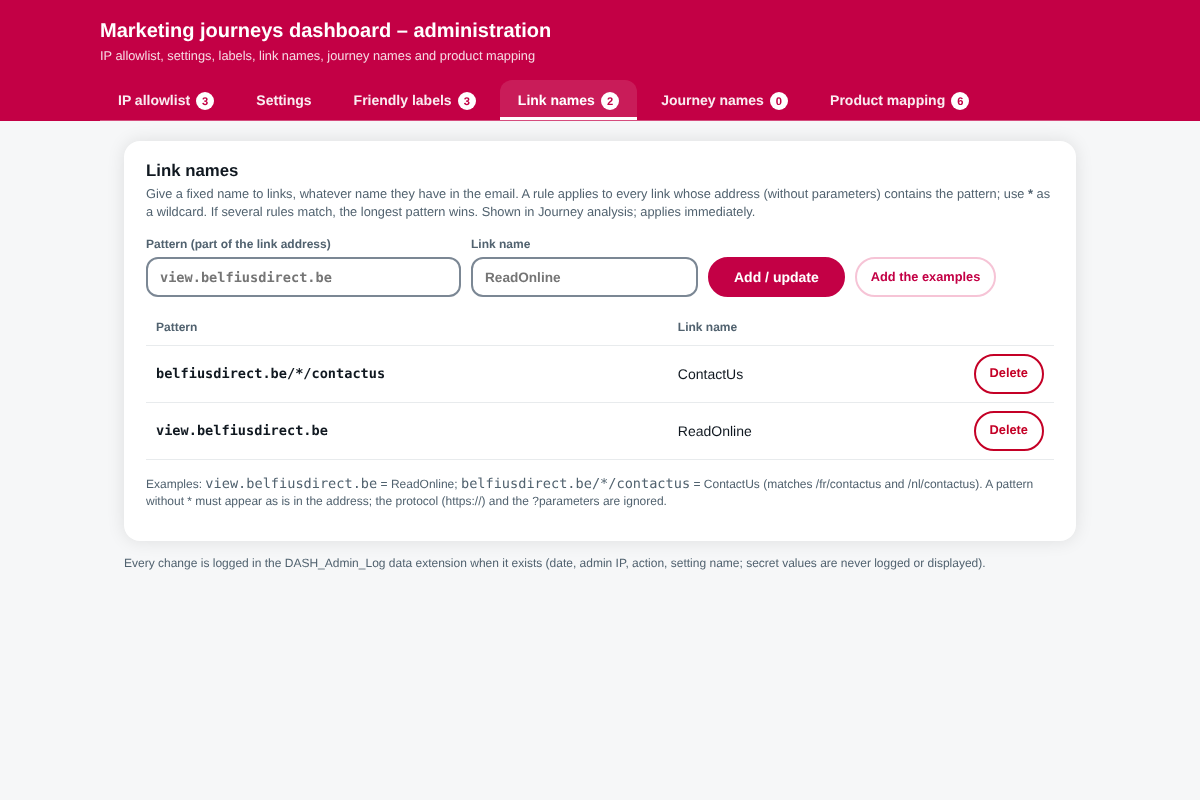 Marketing journeys dashboard – administration
IP allowlist, settings, labels, link names, journey names and product mapping
IP allowlist 3 Settings Friendly labels 3 Link names 2 Journey names 0 Product mapping 6
Link names
Give a fixed name to links, whatever name they have in the email. A rule applies to every link whose address (without parameters) contains the pattern; use * as
a wildcard. If several rules match, the longest pattern wins. Shown in Journey analysis; applies immediately.
Pattern (part of the link address) Link name
view.belfiusdirect.be ReadOnline Add / update Add the examples
Pattern Link name
belfiusdirect.be/*/contactus ContactUs Delete
view.belfiusdirect.be ReadOnline Delete
Examples: view.belfiusdirect.be = ReadOnline; belfiusdirect.be/*/contactus = ContactUs (matches /fr/contactus and /nl/contactus). A pattern
without * must appear as is in the address; the protocol (https://) and the ?parameters are ignored.
Every change is logged in the DASH_Admin_Log data extension when it exists (date, admin IP, action, setting name; secret values are never logged or displayed).